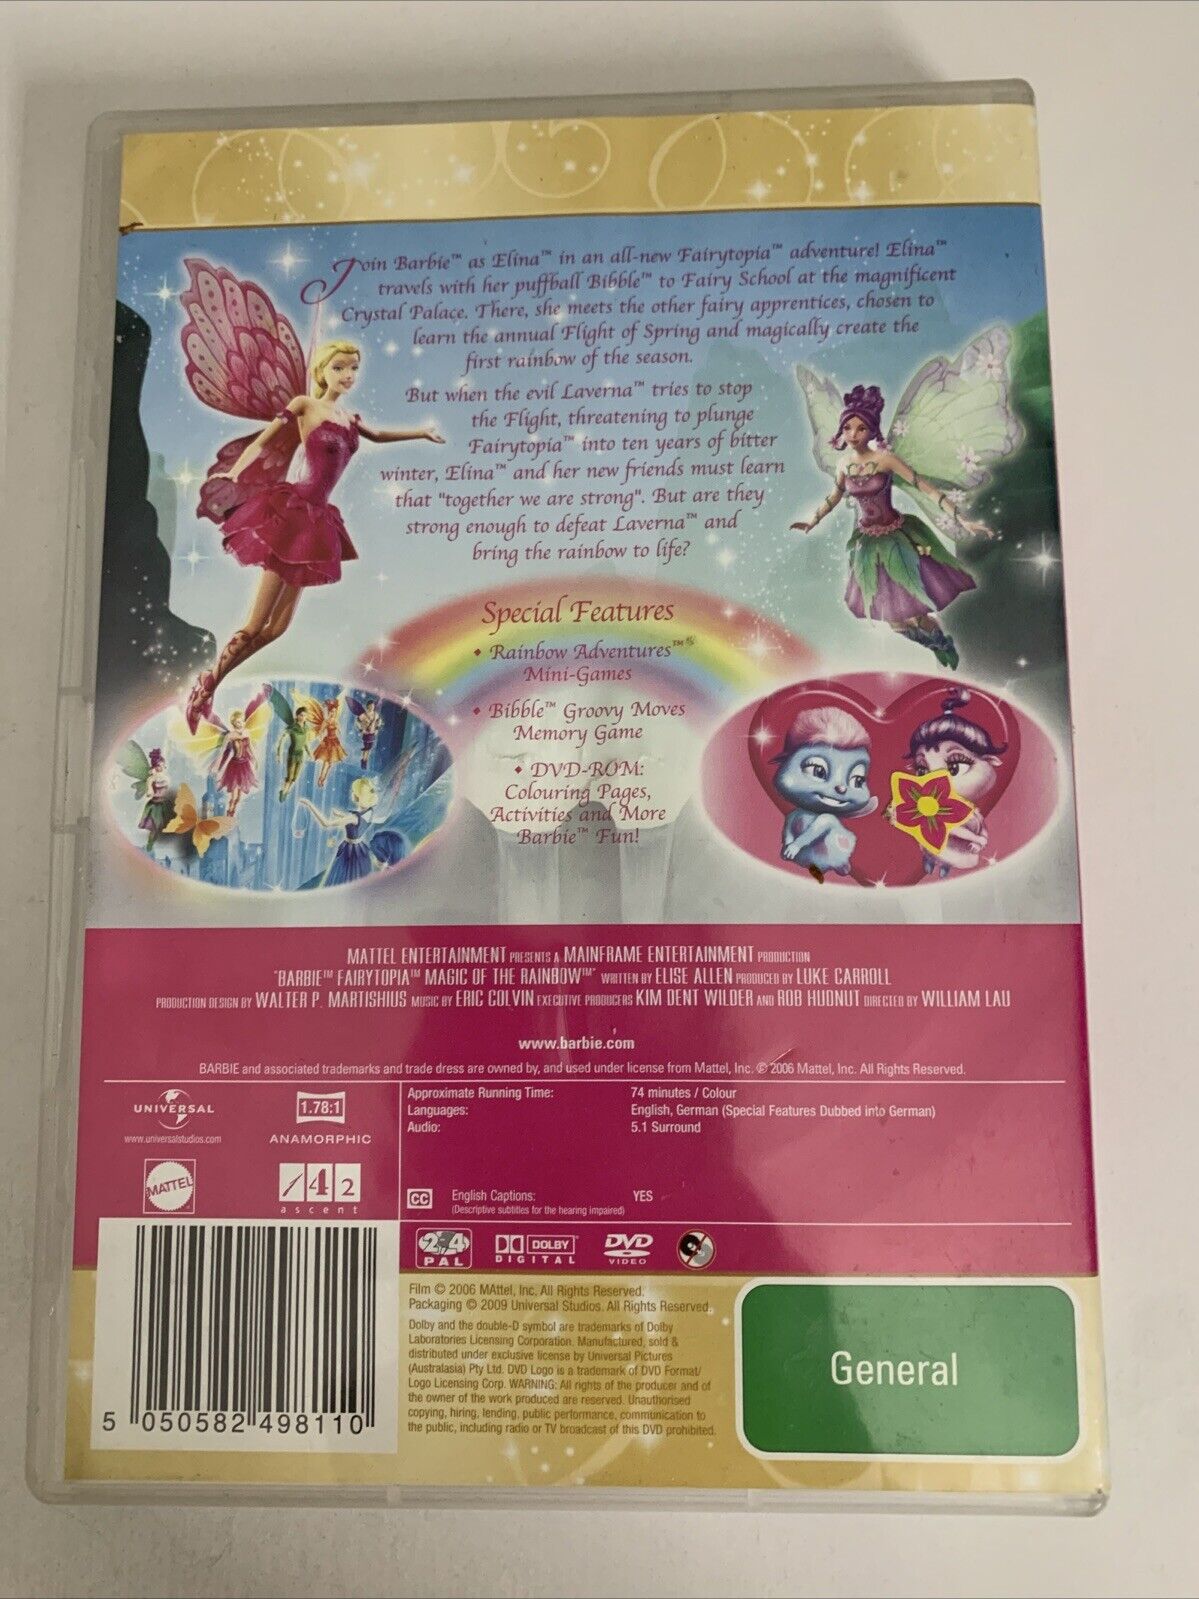 Join Barbie™ as Elina™ in an all-new Fairytopia™ adventure! Elina™
travels with her puffball Bibble™ to Fairy School at the magnificent
Crystal Palace. There, she meets the other fairy apprentices, chosen to
learn the annual Flight of Spring and magically create the
first rainbow of the season.
But when the evil Laverna™ tries to stop
the Flight, threatening to plunge
Fairytopia™ into ten years of bitter
winter, Elina™ and her new friends must learn
that "together we are strong". But are they
strong enough to defeat Laverna™ and
bring the rainbow to life?
Special Features
• Rainbow Adventures™
Mini-Games
• Bibble™ Groovy Moves
Memory Game
• DVD-ROM:
Colouring Pages,
Activities and More
Barbie™ Fun!
MATTEL ENTERTAINMENT PRESENTS A MAINFRAME ENTERTAINMENT PRODUCTION
"BARBIE™ FAIRYTOPIA™ MAGIC OF THE RAINBOW™" WRITTEN BY ELISE ALLEN PRODUCED BY LUKE CARROLL
PRODUCTION DESIGN BY WALTER P. MARTISHIUS MUSIC BY ERIC COLVIN EXECUTIVE PRODUCERS KIM DENT WILDER AND ROB HUDNUT DIRECTED BY WILLIAM LAU
www.barbie.com
BARBIE and associated trademarks and trade dress are owned by, and used under license from Mattel, Inc. © 2006 Mattel, Inc. All Rights Reserved.
UNIVERSAL
www.universalstudios.com
1.78:1
ANAMORPHIC
MATTEL
142
ascent
Approximate Running Time: 74 minutes / Colour
Languages: English, German (Special Features Dubbed into German)
Audio: 5.1 Surround
CC English Captions: YES
(Descriptive subtitles for the hearing impaired)
2 4
PAL
DOLBY
DIGITAL
DVD
VIDEO
Film © 2006 MAttel, Inc, All Rights Reserved.
Packaging © 2009 Universal Studios. All Rights Reserved.
Dolby and the double-D symbol are trademarks of Dolby
Laboratories Licensing Corporation. Manufactured, sold &
distributed under exclusive license by Universal Pictures
(Australasia) Pty Ltd. DVD Logo is a trademark of DVD Format/
Logo Licensing Corp. WARNING: All rights of the producer and of
the owner of the work produced are reserved. Unauthorised
copying, hiring, lending, public performance, communication to
the public, including radio or TV broadcast of this DVD prohibited.
General
5 050582 498110